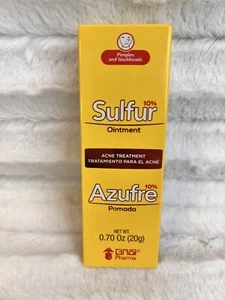 Pimples
and blackheads
Sulfur 10%
Ointment
ACNE TREATMENT
TRATAMIENTO PARA EL ACNE
Azufre 10%
Pomada
NET WT.
0.70 Oz (20g)
Pharma